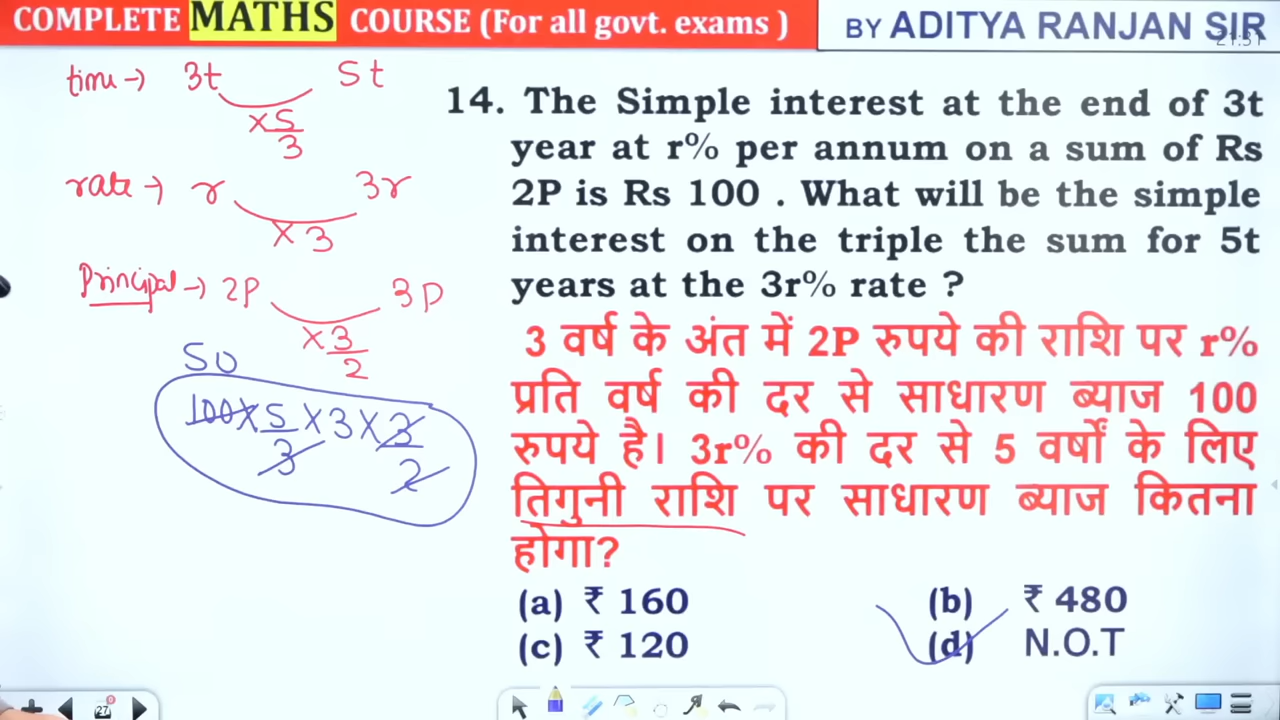 COMPLETE MATHS COURSE (For all govt. exams )
BY ADITYA RANJAN SIR
21:31
time → 3t 5t
×5/3
rate → r 3r
×3
Principal → 2P 3P
×3/2
50
100×5/3×3×3/2
14. The Simple interest at the end of 3t
year at r% per annum on a sum of Rs
2P is Rs 100 . What will be the simple
interest on the triple the sum for 5t
years at the 3r% rate ?
3 वर्ष के अंत में 2P रुपये की राशि पर r%
प्रति वर्ष की दर से साधारण ब्याज 100
रुपये है। 3r% की दर से 5 वर्षों के लिए
तिगुनी राशि पर साधारण ब्याज कितना
होगा?
(a) ₹ 160 (b) ₹ 480
(c) ₹ 120 (d) N.O.T
27